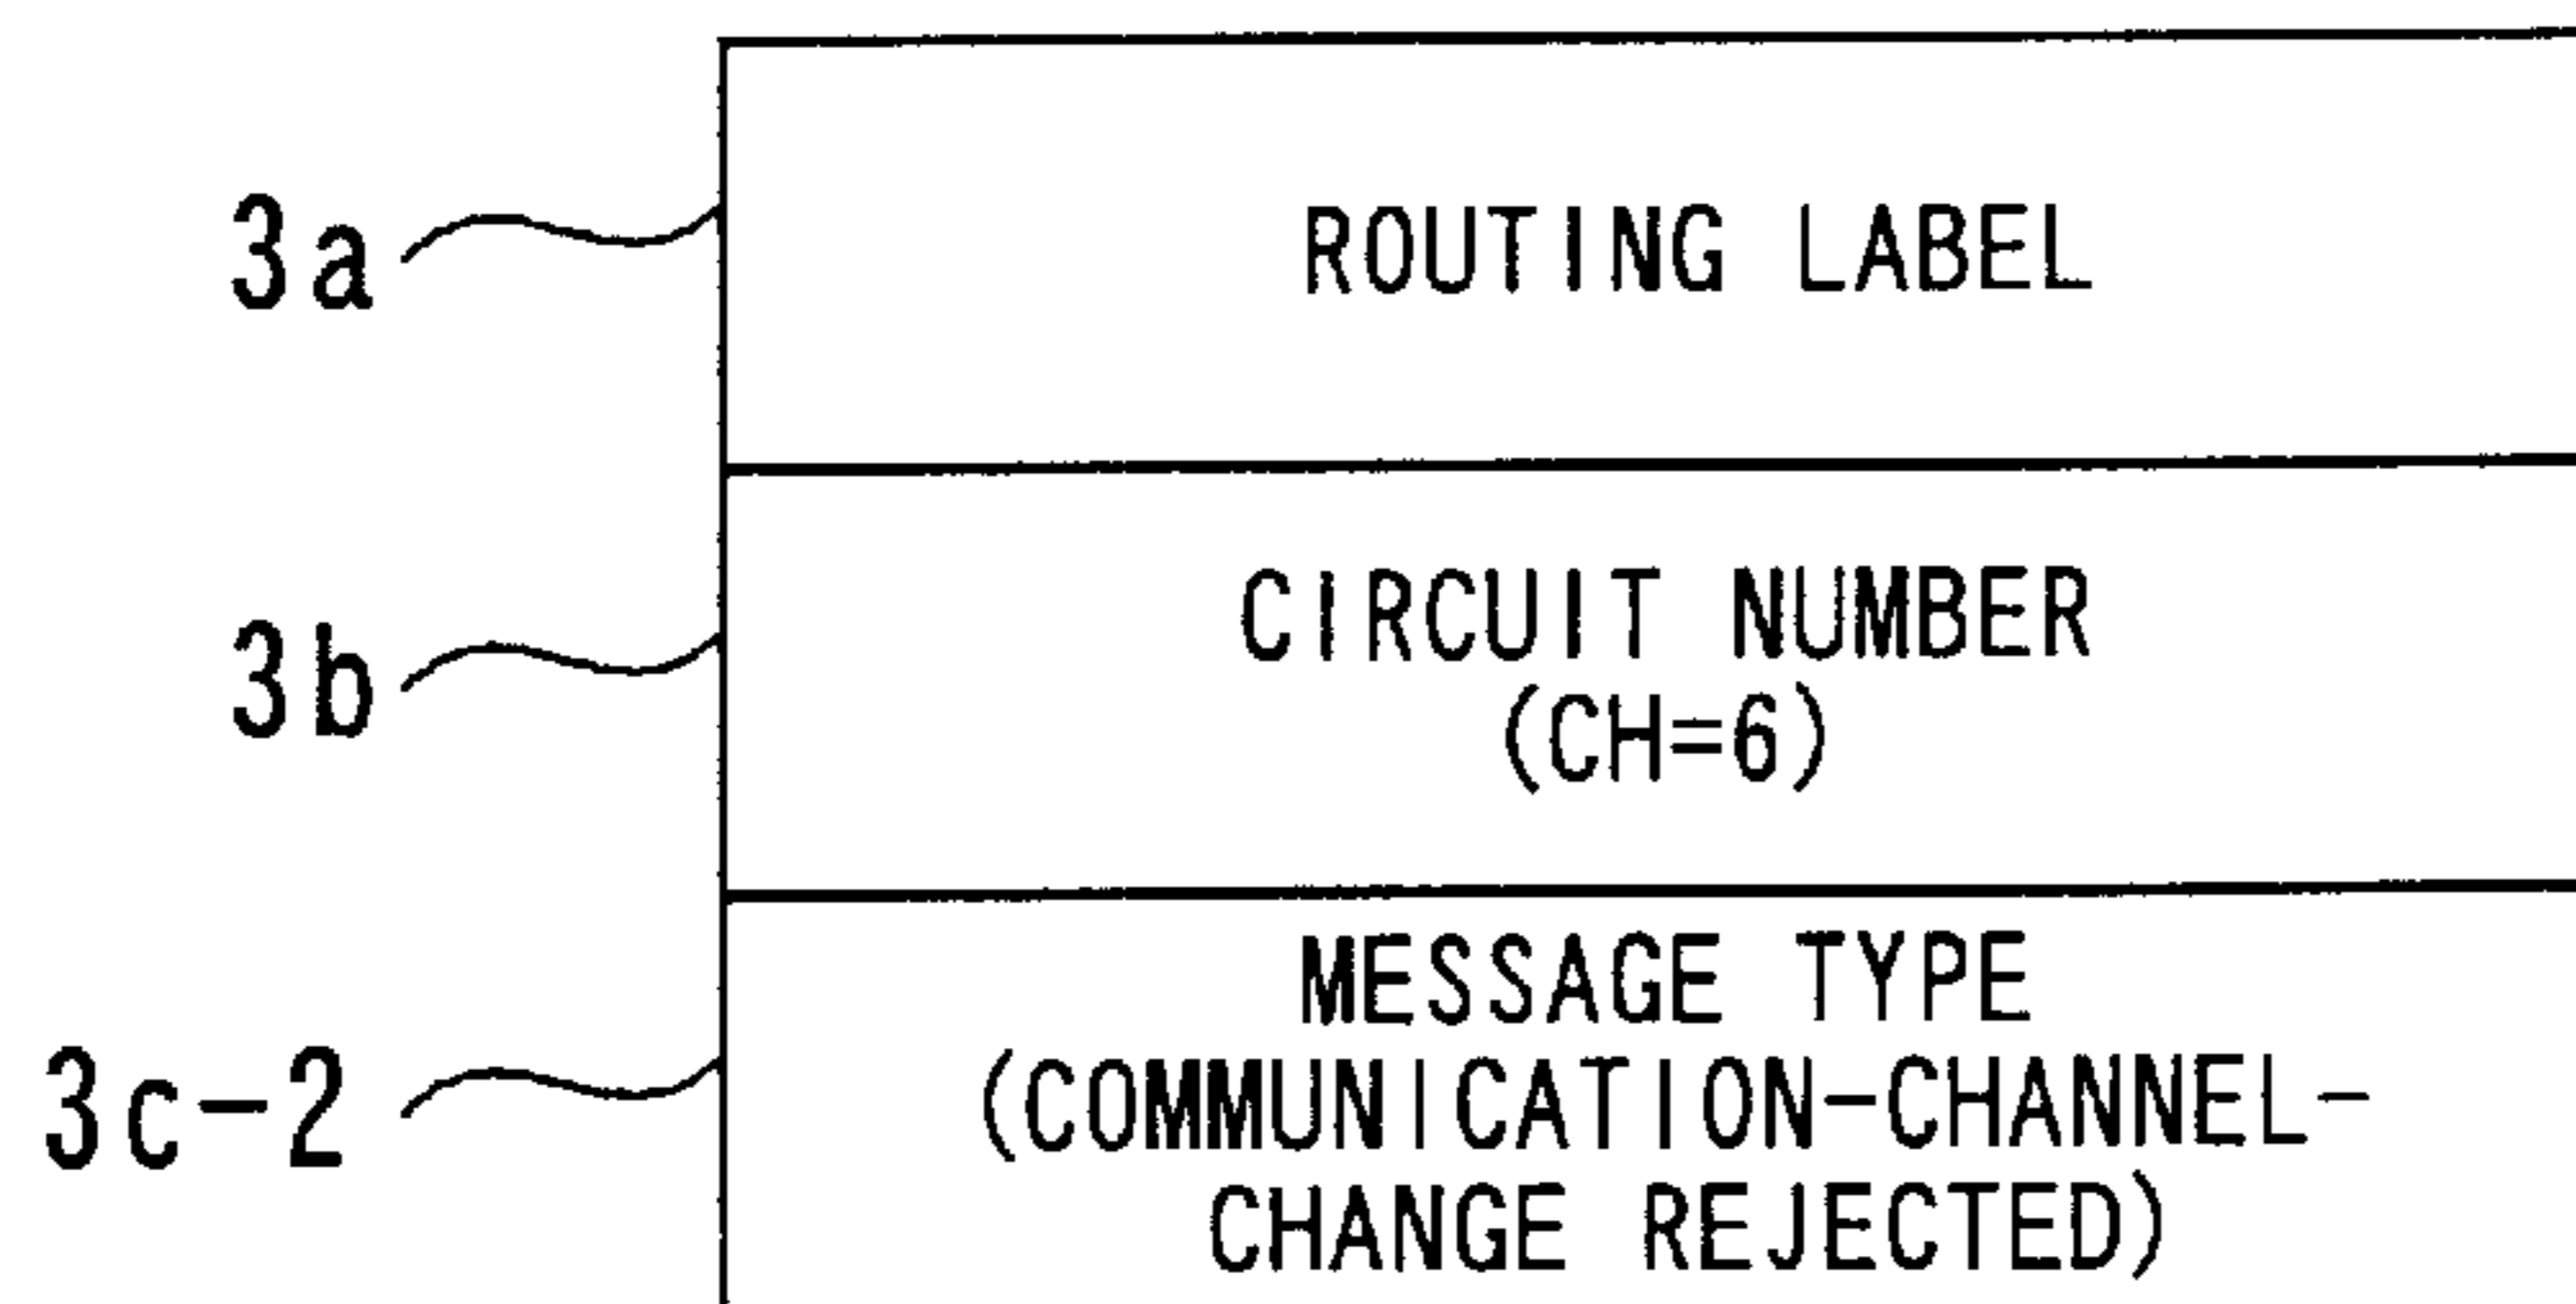 3a ROUTING LABEL
CIRCUIT NUMBER
3b (CH=6)
MESSAGE TYPE
3c-2 (COMMUNICATION-CHANNEL-
CHANGE REJECTED)